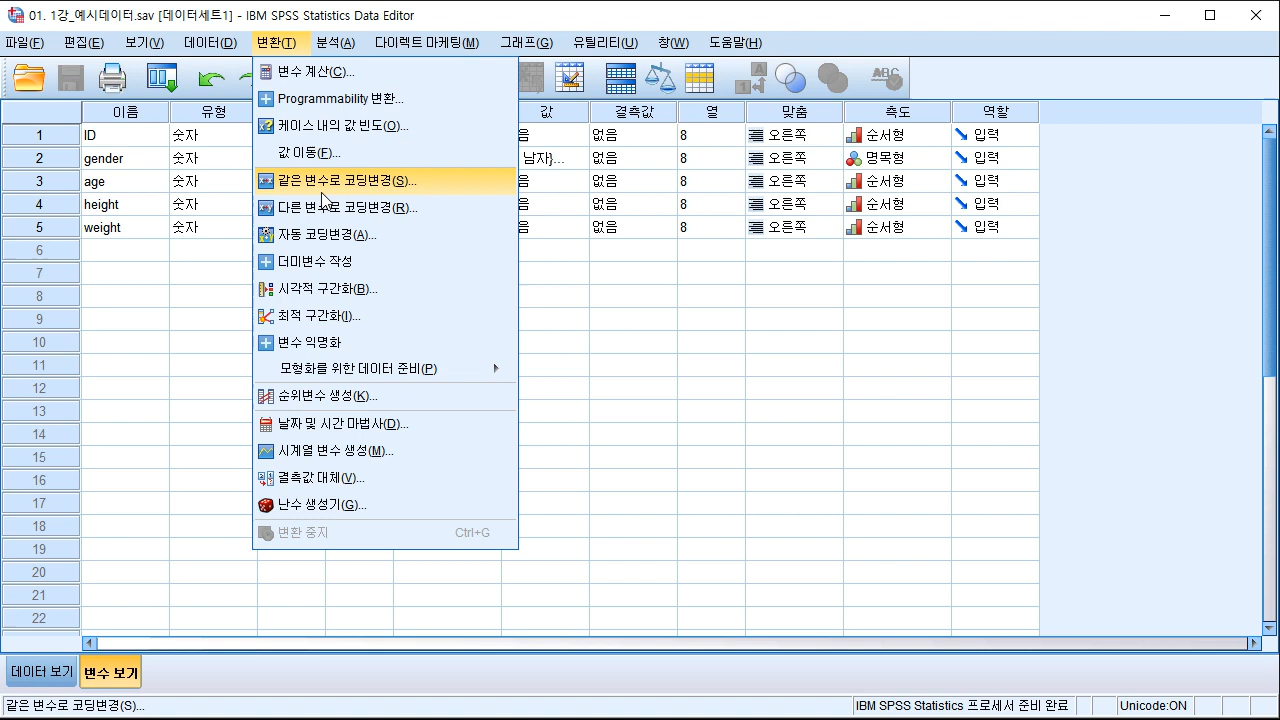 01. 1강_예시데이터.sav [데이터세트1] - IBM SPSS Statistics Data Editor
파일(F) 편집(E) 보기(V) 데이터(D) 변환(T) 분석(A) 다이렉트 마케팅(M) 그래프(G) 유틸리티(U) 창(W) 도움말(H)
변수 계산(C)...
Programmability 변환...
케이스 내의 값 빈도(O)...
값 이동(F)...
같은 변수로 코딩변경(S)...
다른 변수로 코딩변경(R)...
자동 코딩변경(A)...
더미변수 작성
시각적 구간화(B)...
최적 구간화(I)...
변수 익명화
모형화를 위한 데이터 준비(P)
순위변수 생성(K)...
날짜 및 시간 마법사(D)...
시계열 변수 생성(M)...
결측값 대체(V)...
난수 생성기(G)...
변환 중지 Ctrl+G
A
ABC
이름 유형 값 결측값 열 맞춤 측도 역할
1 ID 숫자 음 없음 8 오른쪽 순서형 입력
2 gender 숫자 남자}... 없음 8 오른쪽 명목형 입력
3 age 숫자 음 없음 8 오른쪽 순서형 입력
4 height 숫자 음 없음 8 오른쪽 순서형 입력
5 weight 숫자 음 없음 8 오른쪽 순서형 입력
6
7
8
9
10
11
12
13
14
15
16
17
18
19
20
21
22
데이터 보기 변수 보기
같은 변수로 코딩변경(S)... IBM SPSS Statistics 프로세서 준비 완료 Unicode:ON